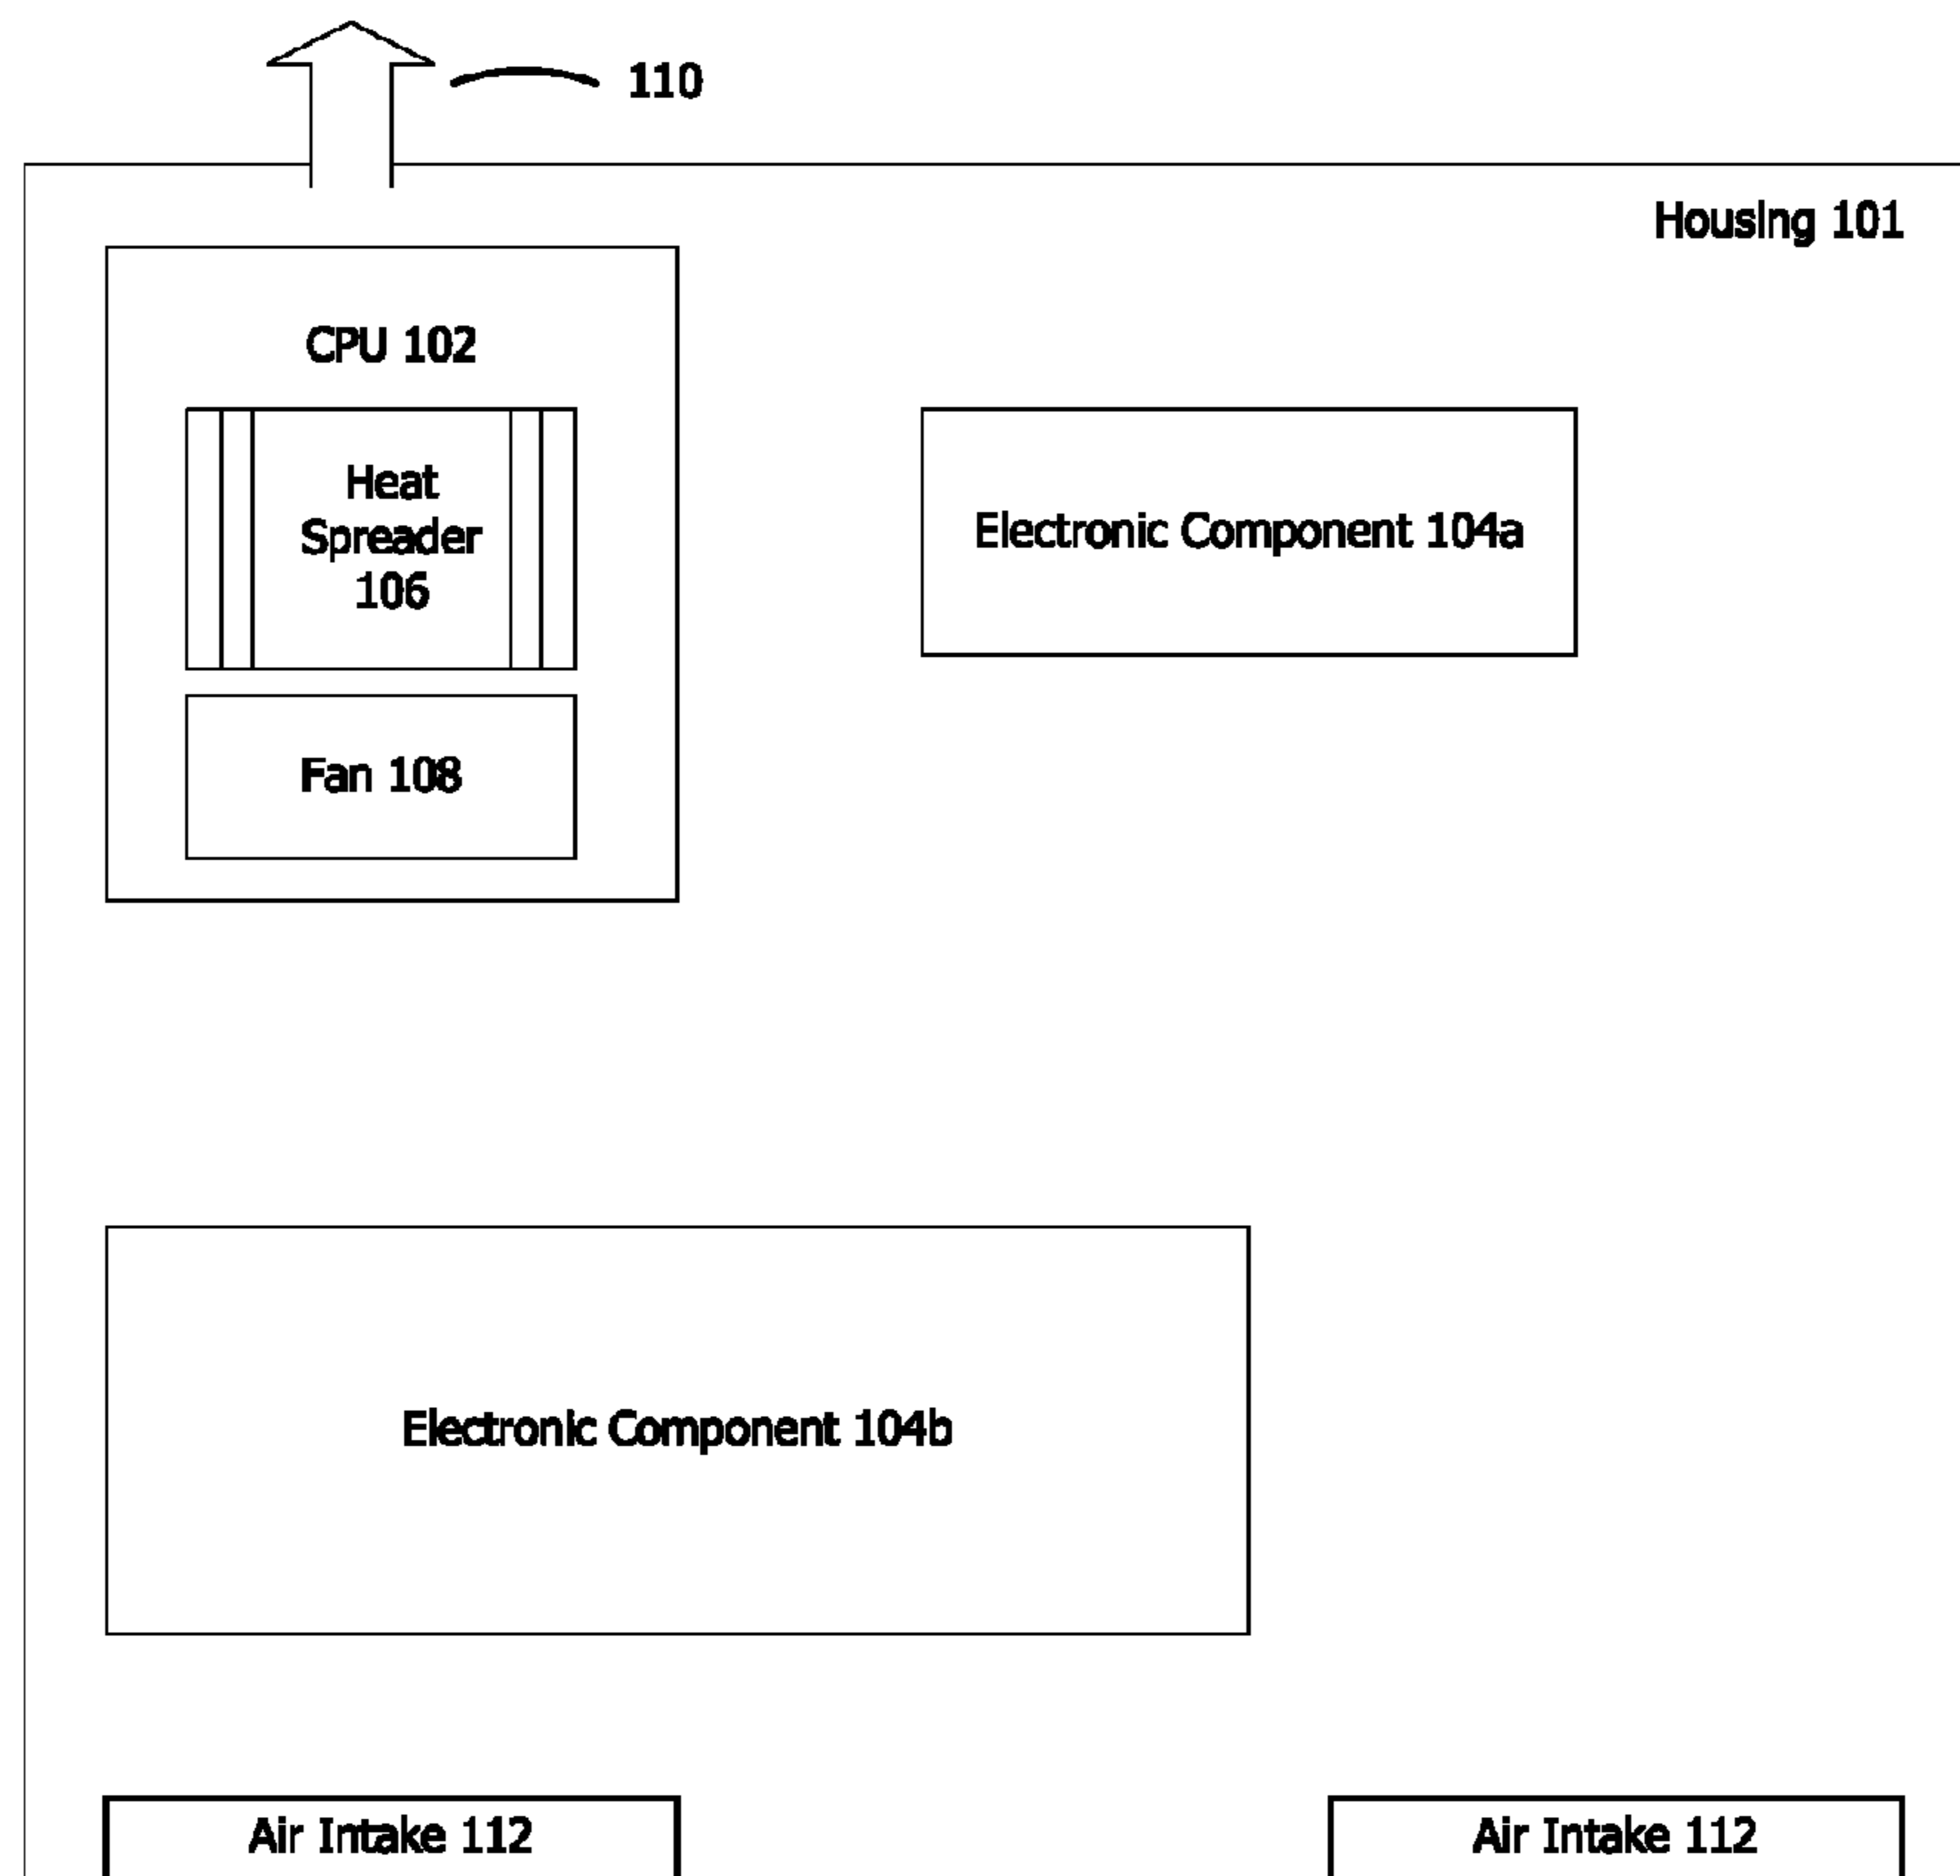 110
Housing 101
CPU 102
Heat
Spreader
106
Electronic Component 104a
Fan 108
Electronic Component 104b
Air Intake 112
Air Intake 112